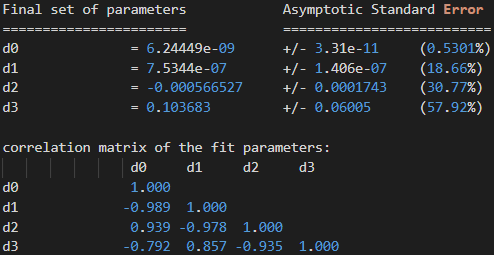 Final set of parameters            Asymptotic Standard Error
=======================            ==========================
d0              = 6.24449e-09      +/- 3.31e-11     (0.5301%)
d1              = 7.5344e-07       +/- 1.406e-07    (18.66%)
d2              = -0.000566527     +/- 0.0001743    (30.77%)
d3              = 0.103683         +/- 0.06005      (57.92%)
correlation matrix of the fit parameters:
                d0     d1     d2     d3
d0              1.000
d1             -0.989  1.000
d2              0.939 -0.978  1.000
d3             -0.792  0.857 -0.935  1.000